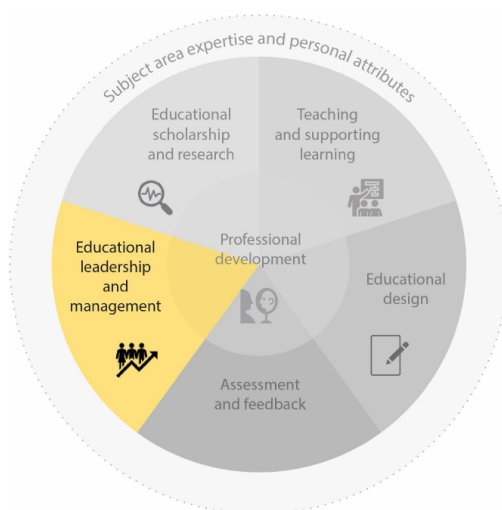 Subject area expertise and personal attributes
Educational
scholarship
and research
Teaching
and supporting
learning
Educational
leadership
and
management
Professional
development
Educational
design
Assessment
and feedback